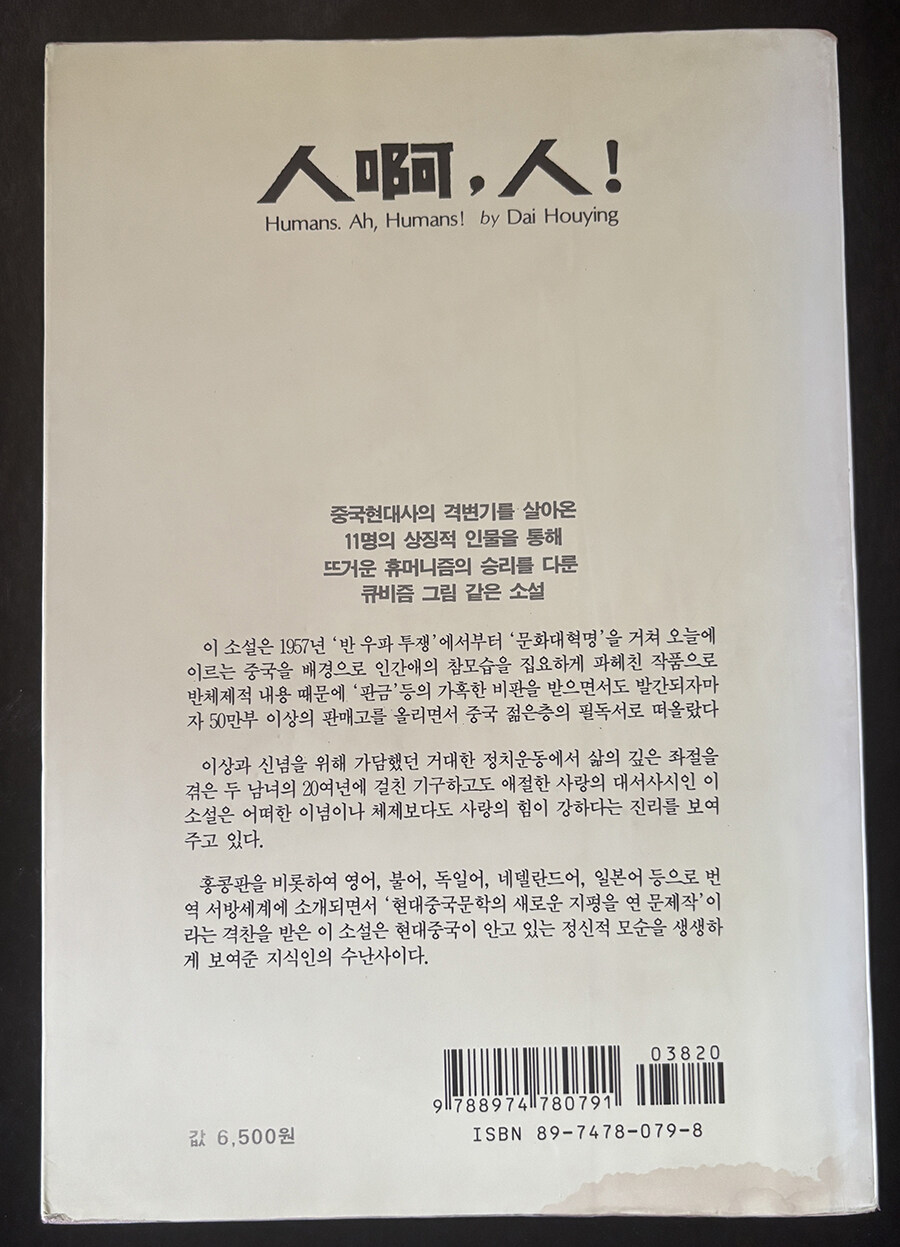 人啊,人!
Humans. Ah, Humans! by Dai Houying
중국현대사의 격변기를 살아온
11명의 상징적 인물을 통해
뜨거운 휴머니즘의 승리를 다룬
큐비즘 그림 같은 소설
이 소설은 1957년 ‘반 우파 투쟁’에서부터 ‘문화대혁명’을 거쳐 오늘에
이르는 중국을 배경으로 인간애의 참모습을 집요하게 파헤친 작품으로
반체제적 내용 때문에 ‘판금’등의 가혹한 비판을 받으면서도 발간되자마
자 50만부 이상의 판매고를 올리면서 중국 젊은층의 필독서로 떠올랐다
이상과 신념을 위해 가담했던 거대한 정치운동에서 삶의 깊은 좌절을
겪은 두 남녀의 20여년에 걸친 기구하고도 애절한 사랑의 대서사시인 이
소설은 어떠한 이념이나 체제보다도 사랑의 힘이 강하다는 진리를 보여
주고 있다.
홍콩판을 비롯하여 영어, 불어, 독일어, 네델란드어, 일본어 등으로 번
역 서방세계에 소개되면서 ‘현대중국문학의 새로운 지평을 연 문제작’이
라는 격찬을 받은 이 소설은 현대중국이 안고 있는 정신적 모순을 생생하
게 보여준 지식인의 수난사이다.
03820
9 788974 780791
값 6,500원
ISBN 89-7478-079-8